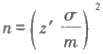 n = (z′ σ/m)²